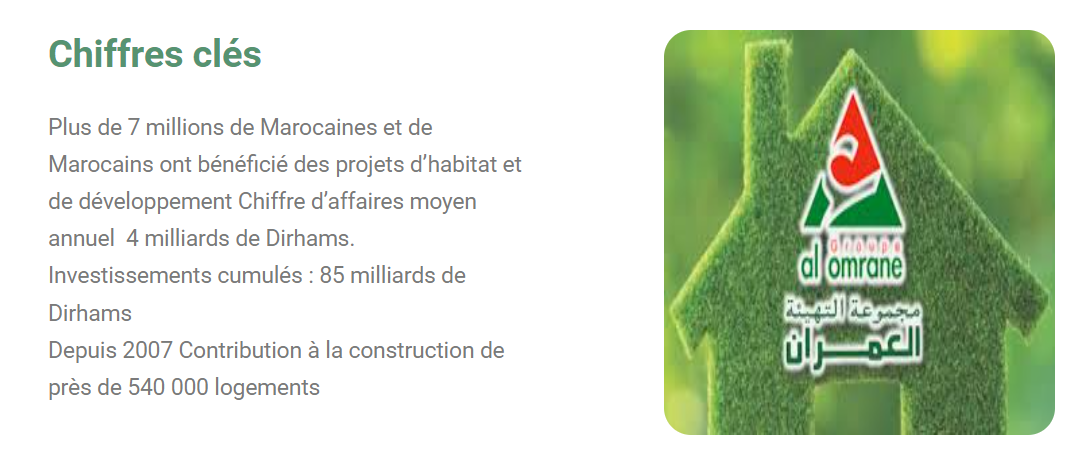 Chiffres clés
Plus de 7 millions de Marocaines et de
Marocains ont bénéficié des projets d’habitat et
de développement Chiffre d’affaires moyen
annuel  4 milliards de Dirhams.
Investissements cumulés : 85 milliards de
Dirhams
Depuis 2007 Contribution à la construction de
près de 540 000 logements
Groupe
al omrane
مجموعة التهيئة
العمران